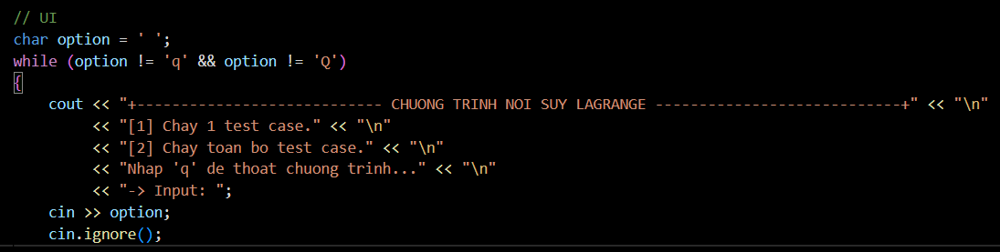 // UI
char option = ' ';
while (option != 'q' && option != 'Q')
{
    cout << "+---------------------------- CHUONG TRINH NOI SUY LAGRANGE ----------------------------+" << "\n"
         << "[1] Chay 1 test case." << "\n"
         << "[2] Chay toan bo test case." << "\n"
         << "Nhap 'q' de thoat chuong trinh..." << "\n"
         << "-> Input: ";
    cin >> option;
    cin.ignore();